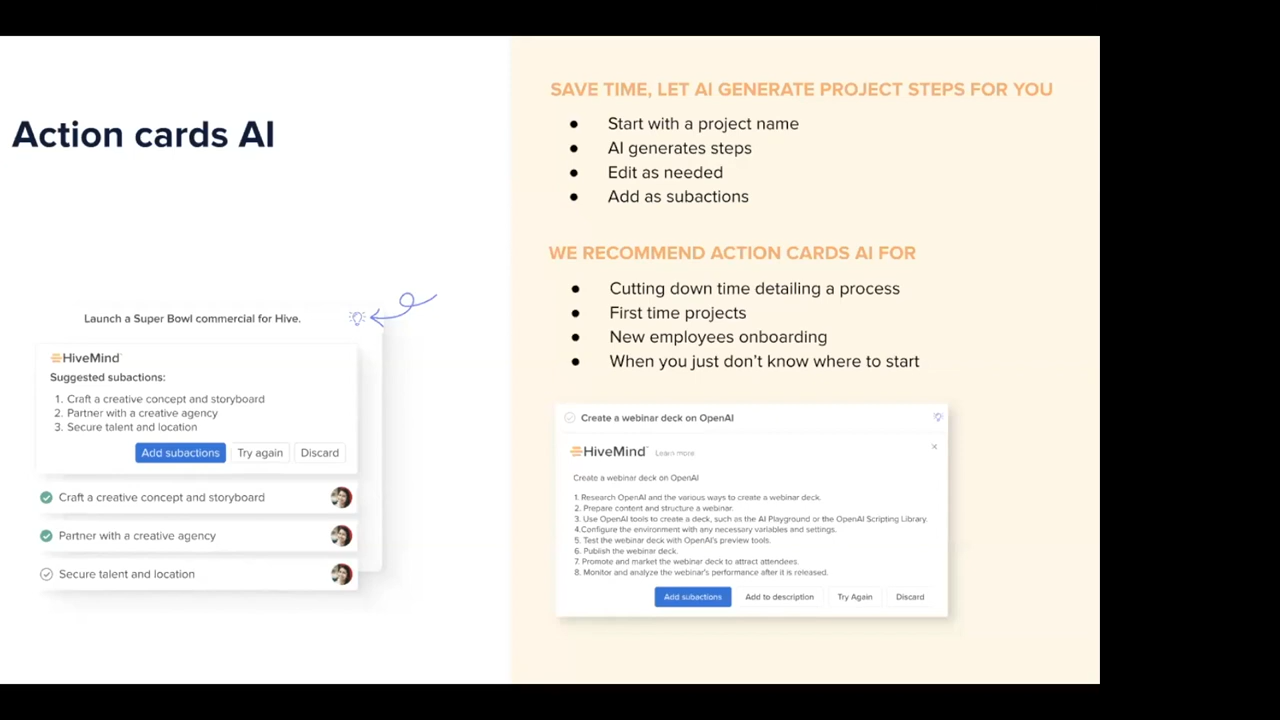 Action cards AI
Launch a Super Bowl commercial for Hive.
HiveMind™
Suggested subactions:
1. Craft a creative concept and storyboard
2. Partner with a creative agency
3. Secure talent and location
Add subactions Try again Discard
Craft a creative concept and storyboard
Partner with a creative agency
Secure talent and location
SAVE TIME, LET AI GENERATE PROJECT STEPS FOR YOU
● Start with a project name
● AI generates steps
● Edit as needed
● Add as subactions
WE RECOMMEND ACTION CARDS AI FOR
● Cutting down time detailing a process
● First time projects
● New employees onboarding
● When you just don’t know where to start
Create a webinar deck on OpenAI
HiveMind™ Learn more
Create a webinar deck on OpenAI
1. Research OpenAI and the various ways to create a webinar deck.
2. Prepare content and structure a webinar.
3. Use OpenAI tools to create a deck, such as the AI Playground or the OpenAI Scripting Library.
4.Configure the environment with any necessary variables and settings.
5. Test the webinar deck with OpenAI's preview tools.
6. Publish the webinar deck.
7. Promote and market the webinar deck to attract attendees.
8. Monitor and analyze the webinar's performance after it is released.
Add subactions Add to description Try Again Discard